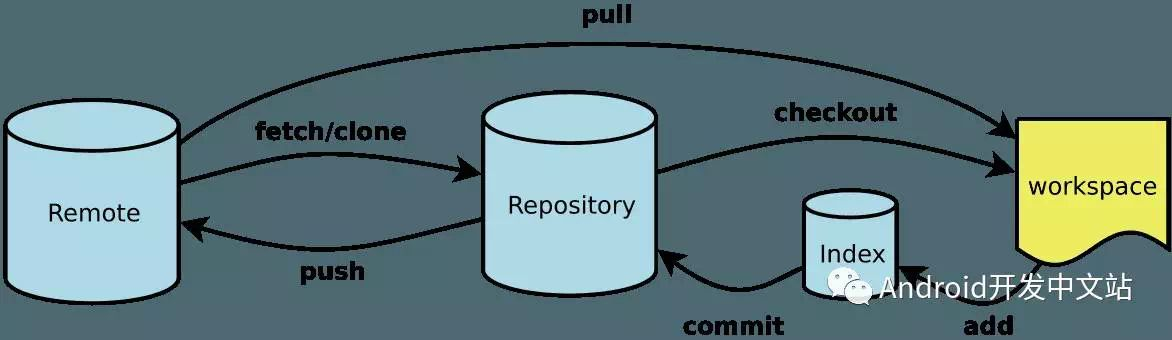 pull
fetch/clone
checkout
Remote
Repository
workspace
push
Index
Android开发中文站
commit
add